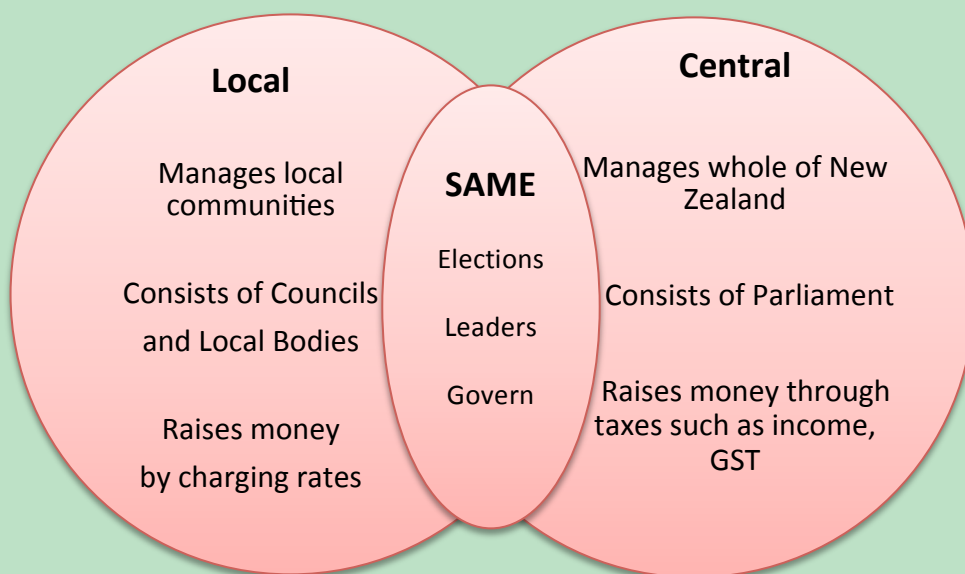 Local
Manages local
communities
Consists of Councils
and Local Bodies
Raises money
by charging rates
SAME
Elections
Leaders
Govern
Central
Manages whole of New
Zealand
Consists of Parliament
Raises money through
taxes such as income,
GST